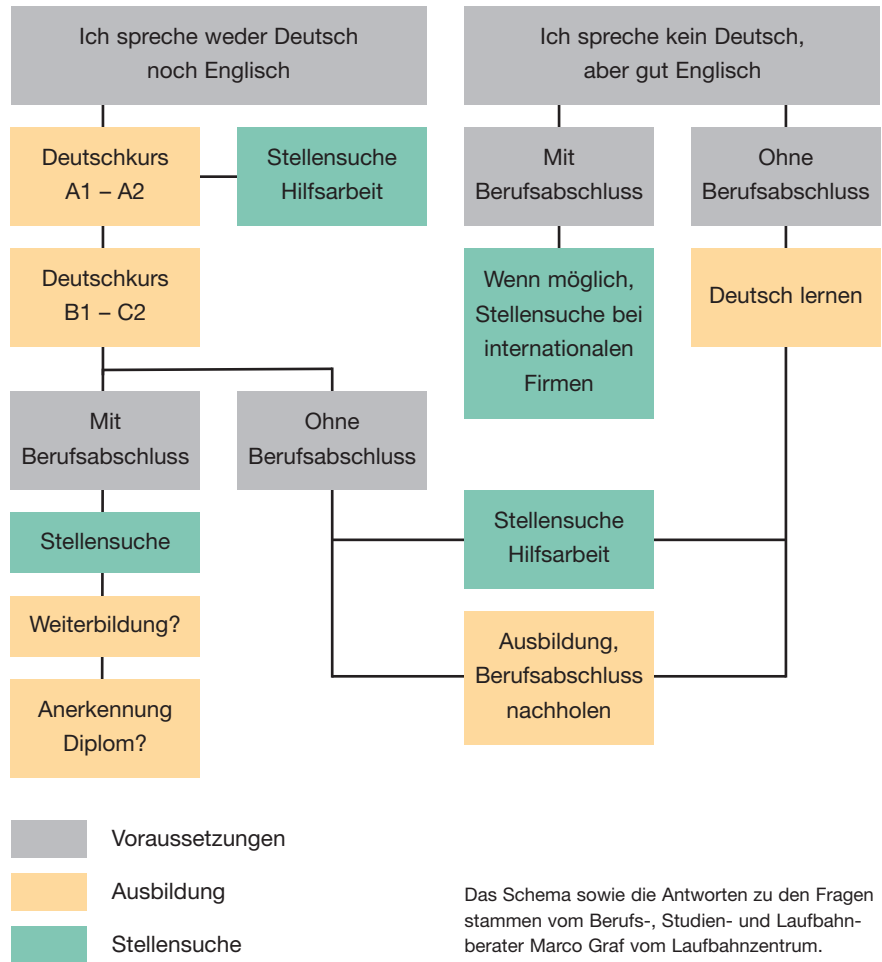 Ich spreche weder Deutsch
noch Englisch
Ich spreche kein Deutsch,
aber gut Englisch
Deutschkurs
A1 – A2
Stellensuche
Hilfsarbeit
Mit
Berufsabschluss
Ohne
Berufsabschluss
Deutschkurs
B1 – C2
Wenn möglich,
Stellensuche bei
internationalen
Firmen
Deutsch lernen
Mit
Berufsabschluss
Ohne
Berufsabschluss
Stellensuche
Stellensuche
Hilfsarbeit
Weiterbildung?
Ausbildung,
Berufsabschluss
nachholen
Anerkennung
Diplom?
Voraussetzungen
Ausbildung
Stellensuche
Das Schema sowie die Antworten zu den Fragen
stammen vom Berufs-, Studien- und Laufbahn-
berater Marco Graf vom Laufbahnzentrum.